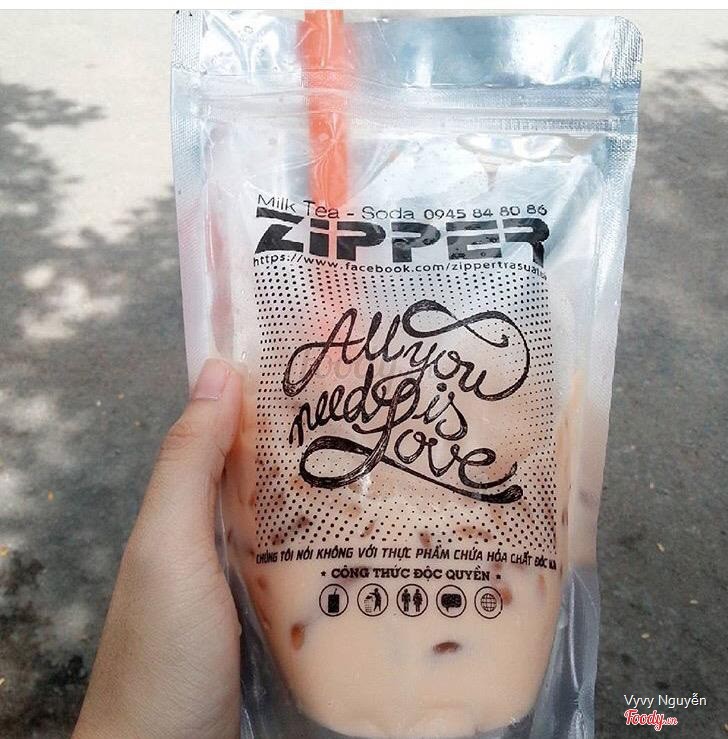 Milk Tea - Soda 0945 84 80 86
ZiPPER
https://www.facebook.com/zippertrasuatui
All you
need is
Love
CHÚNG TÔI NÓI KHÔNG VỚI THỰC PHẨM CHỨA HÓA CHẤT ĐỘC HẠI
* CÔNG THỨC ĐỘC QUYỀN *
Vyvy Nguyễn
Foody.vn